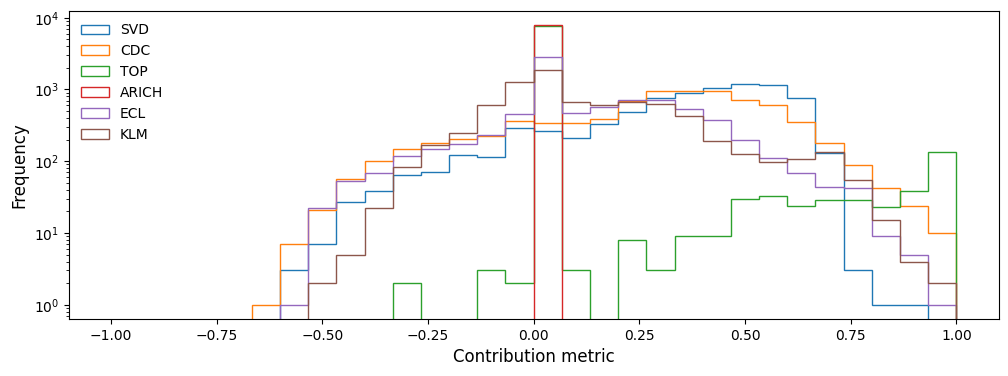 10⁴
10³
10²
10¹
10⁰
Frequency
SVD
CDC
TOP
ARICH
ECL
KLM
−1.00 −0.75 −0.50 −0.25 0.00 0.25 0.50 0.75 1.00
Contribution metric